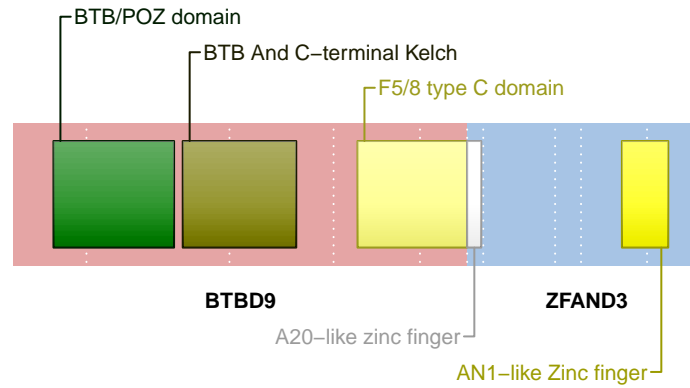 BTB/POZ domain
BTB And C−terminal Kelch
F5/8 type C domain
BTBD9
ZFAND3
A20−like zinc finger
AN1−like Zinc finger